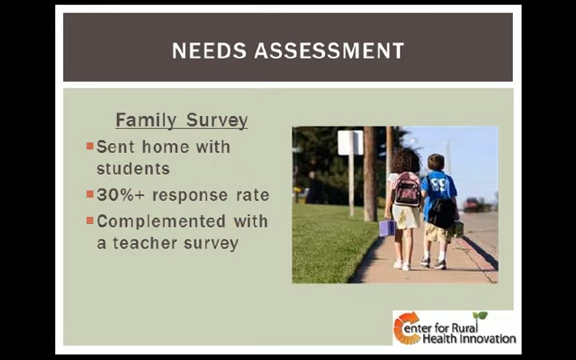 NEEDS ASSESSMENT
Family Survey
Sent home with
students
30%+ response rate
Complemented with
a teacher survey
Center for Rural
Health Innovation